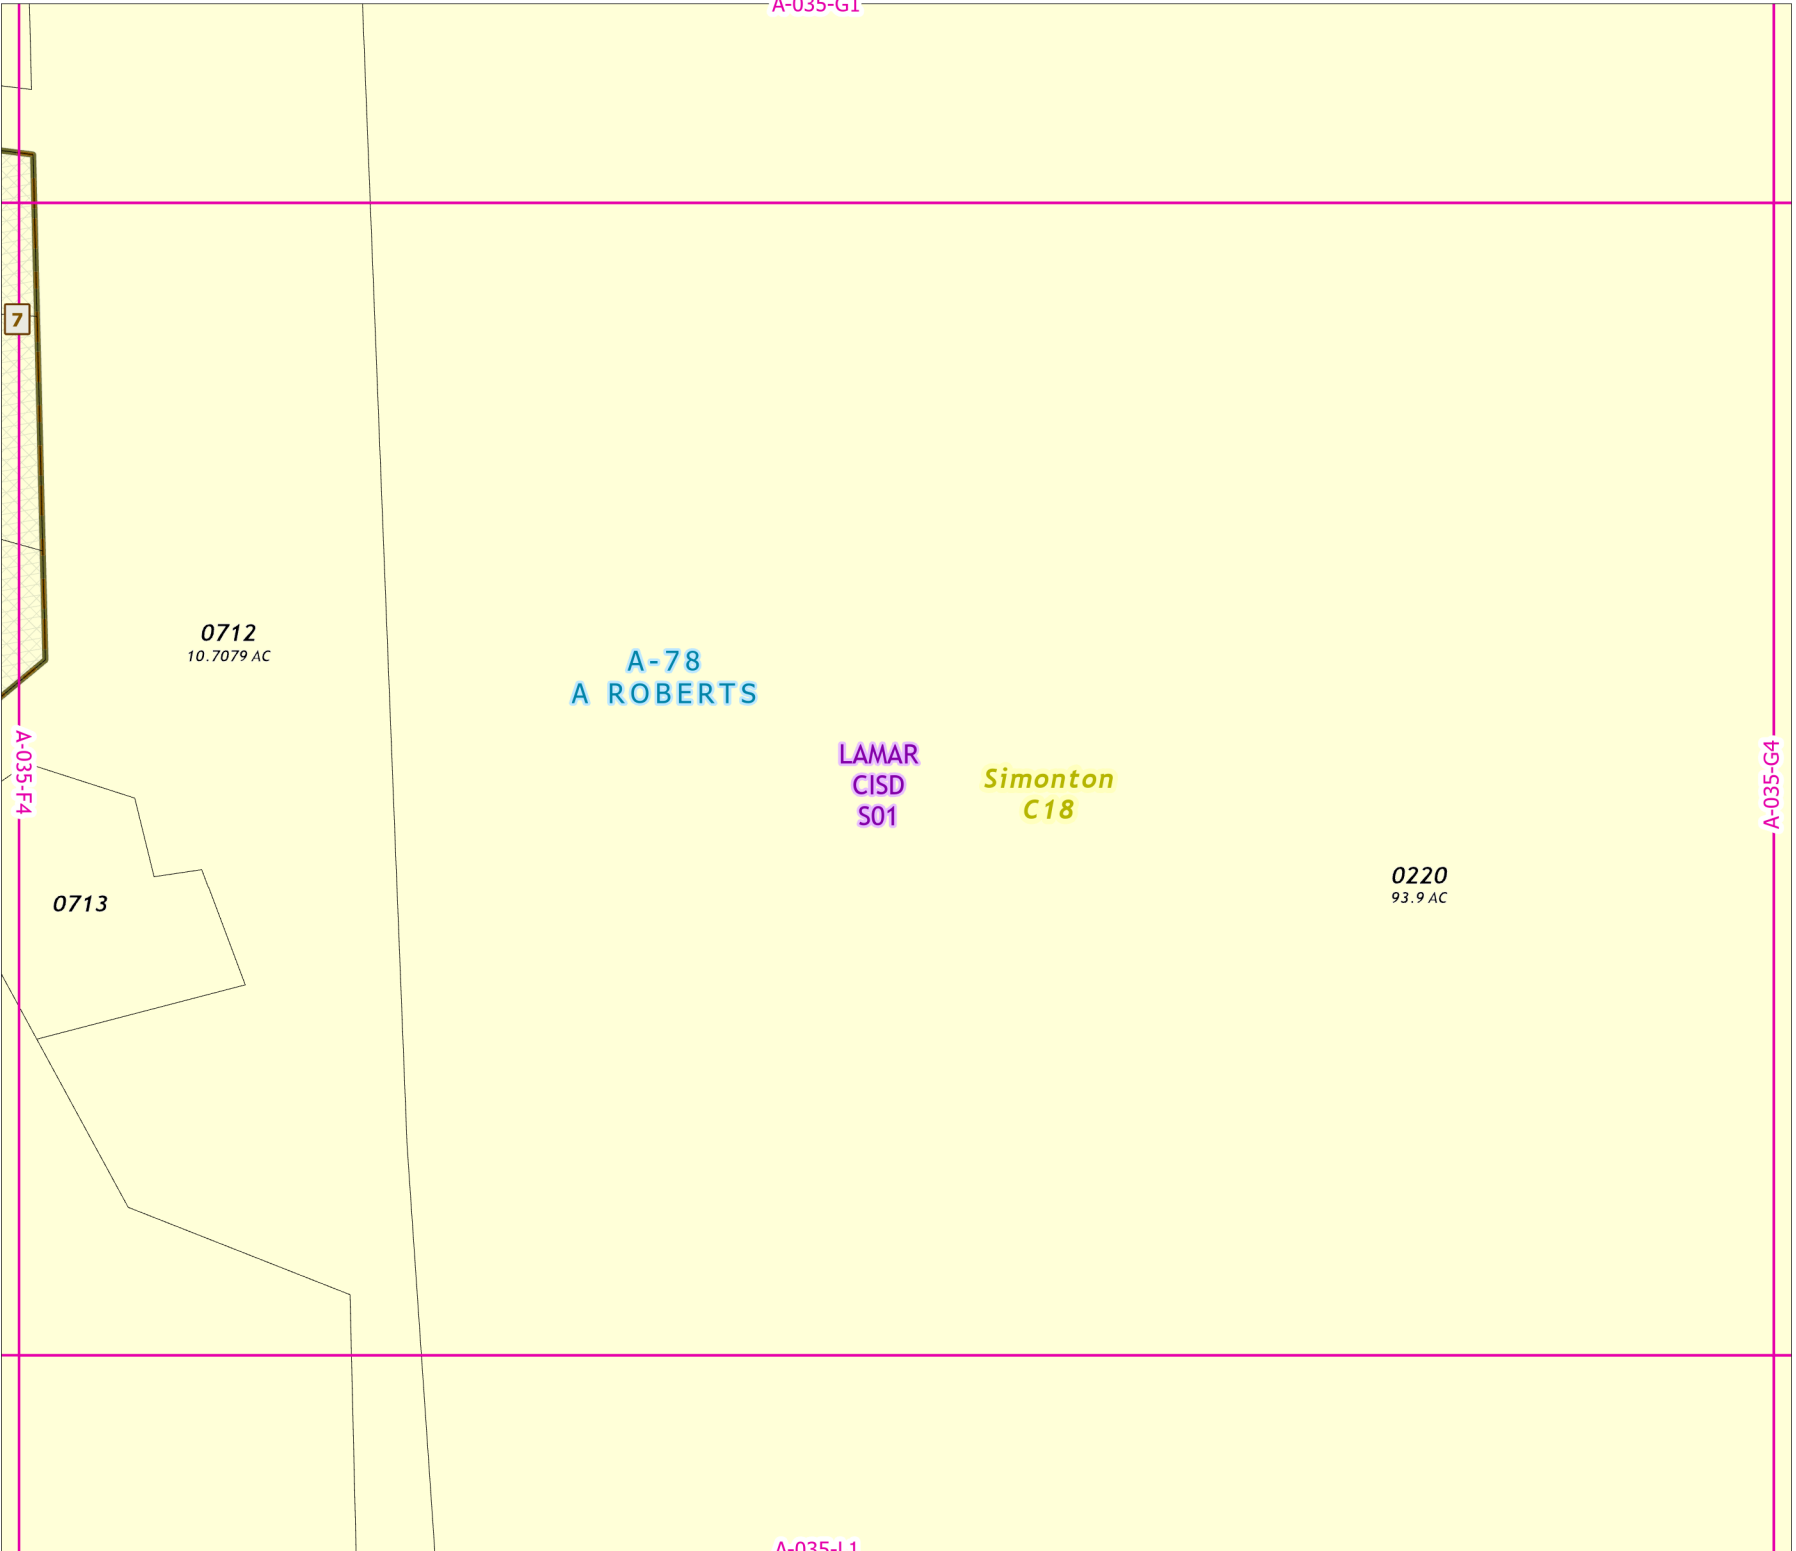 A-035-G1
7
0712
10.7079 AC
A-78
A ROBERTS
A-035-F4
LAMAR
CISD
S01
Simonton
C18
A-035-G4
0220
93.9 AC
0713
A-035-L1